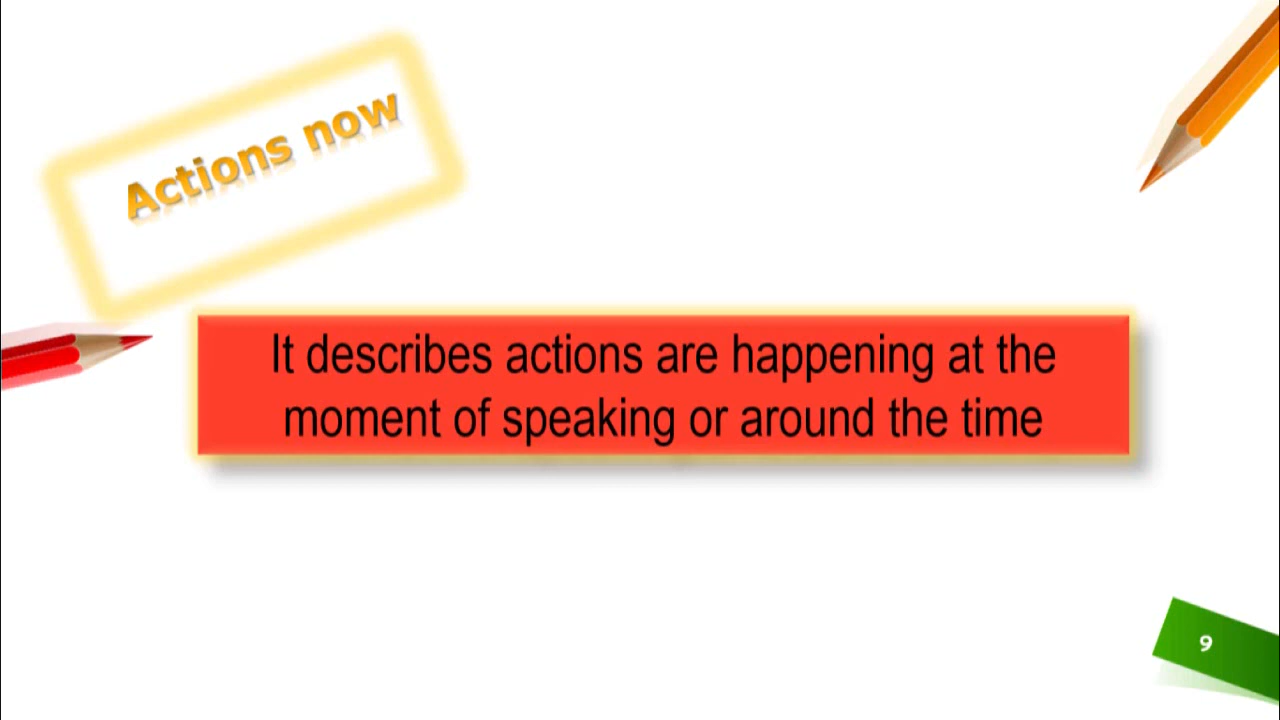 Actions now
It describes actions are happening at the
moment of speaking or around the time
9